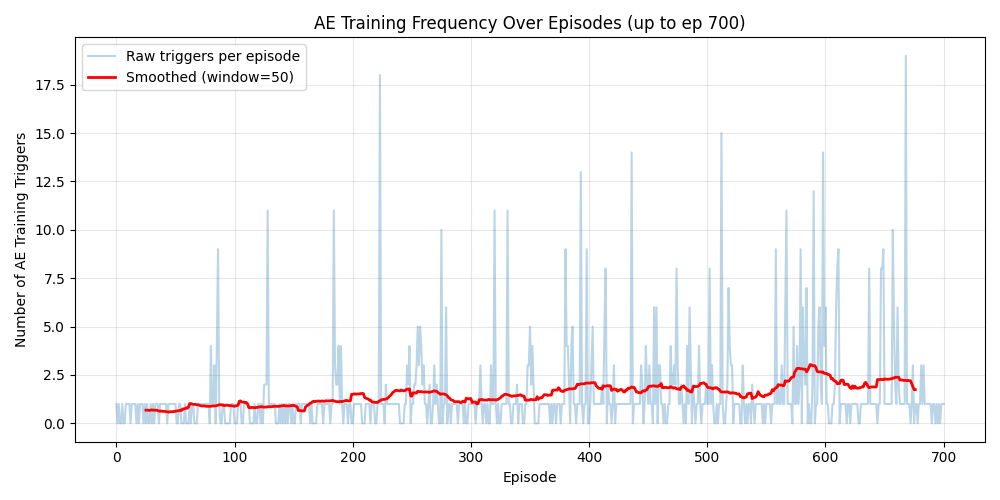 AE Training Frequency Over Episodes (up to ep 700)
Raw triggers per episode
Smoothed (window=50)
Number of AE Training Triggers
17.5
15.0
12.5
10.0
7.5
5.0
2.5
0.0
0 100 200 300 400 500 600 700
Episode